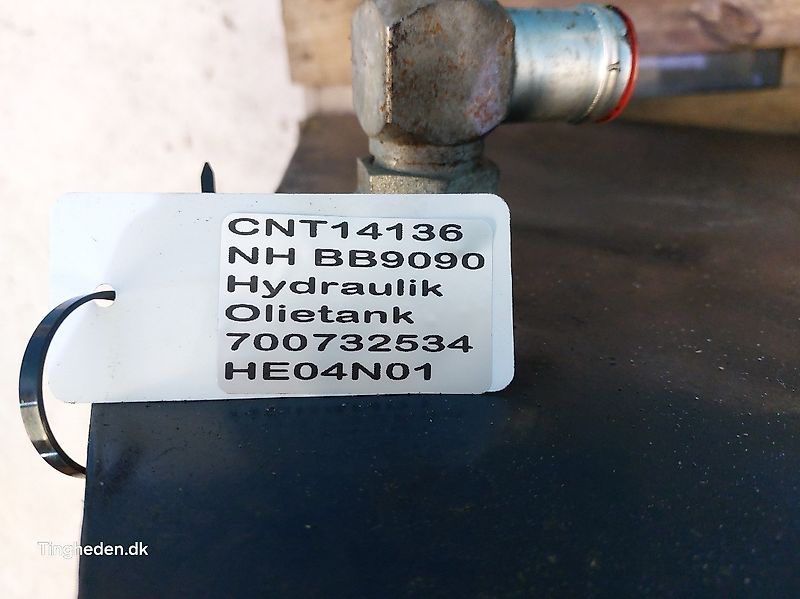 CNT14136
NH BB9090
Hydraulik
Olietank
700732534
HE04N01
Tingheden.dk